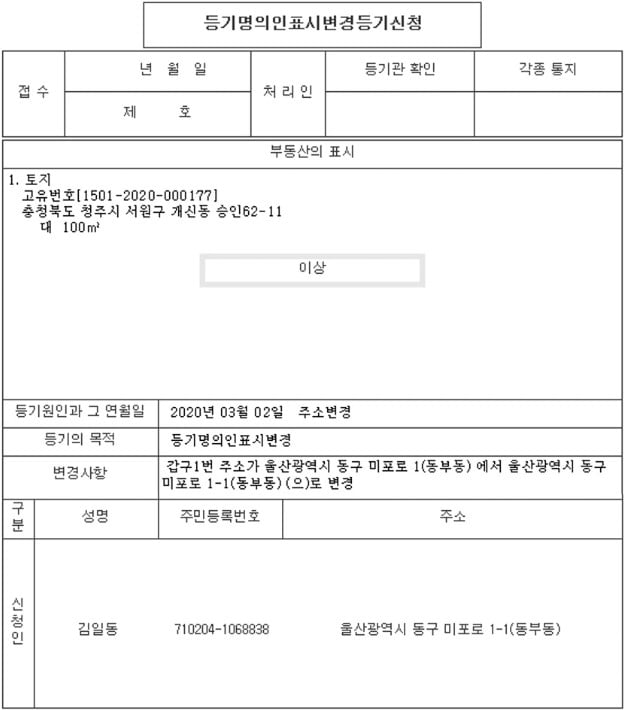 등기명의인표시변경등기신청
접 수
년 월 일
처 리 인
등기관 확인
각종 통지
제 호
부동산의 표시
1. 토지
고유번호[1501-2020-000177]
충청북도 청주시 서원구 개신동 승인62-11
대 100㎡
이상
등기원인과 그 연월일
2020년 03월 02일 주소변경
등기의 목적
등기명의인표시변경
변경사항
갑구1번 주소가 울산광역시 동구 미포로 1(동부동) 에서 울산광역시 동구
미포로 1-1(동부동) (으)로 변경
구분
성명
주민등록번호
주소
신청인
김일동
710204-1068838
울산광역시 동구 미포로 1-1(동부동)